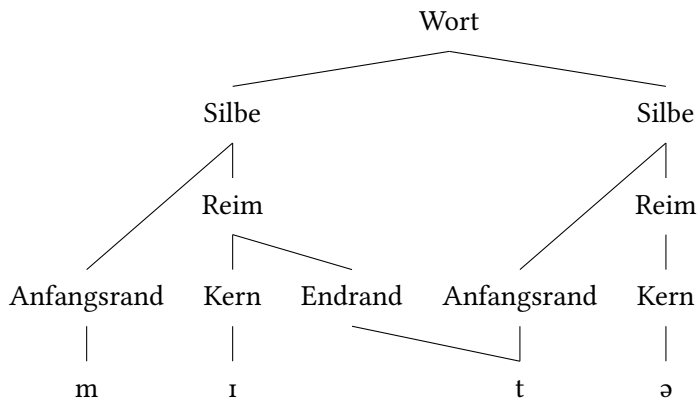 Wort
Silbe Silbe
Reim Reim
Anfangsrand Kern Endrand Anfangsrand Kern
m ɪ t ə